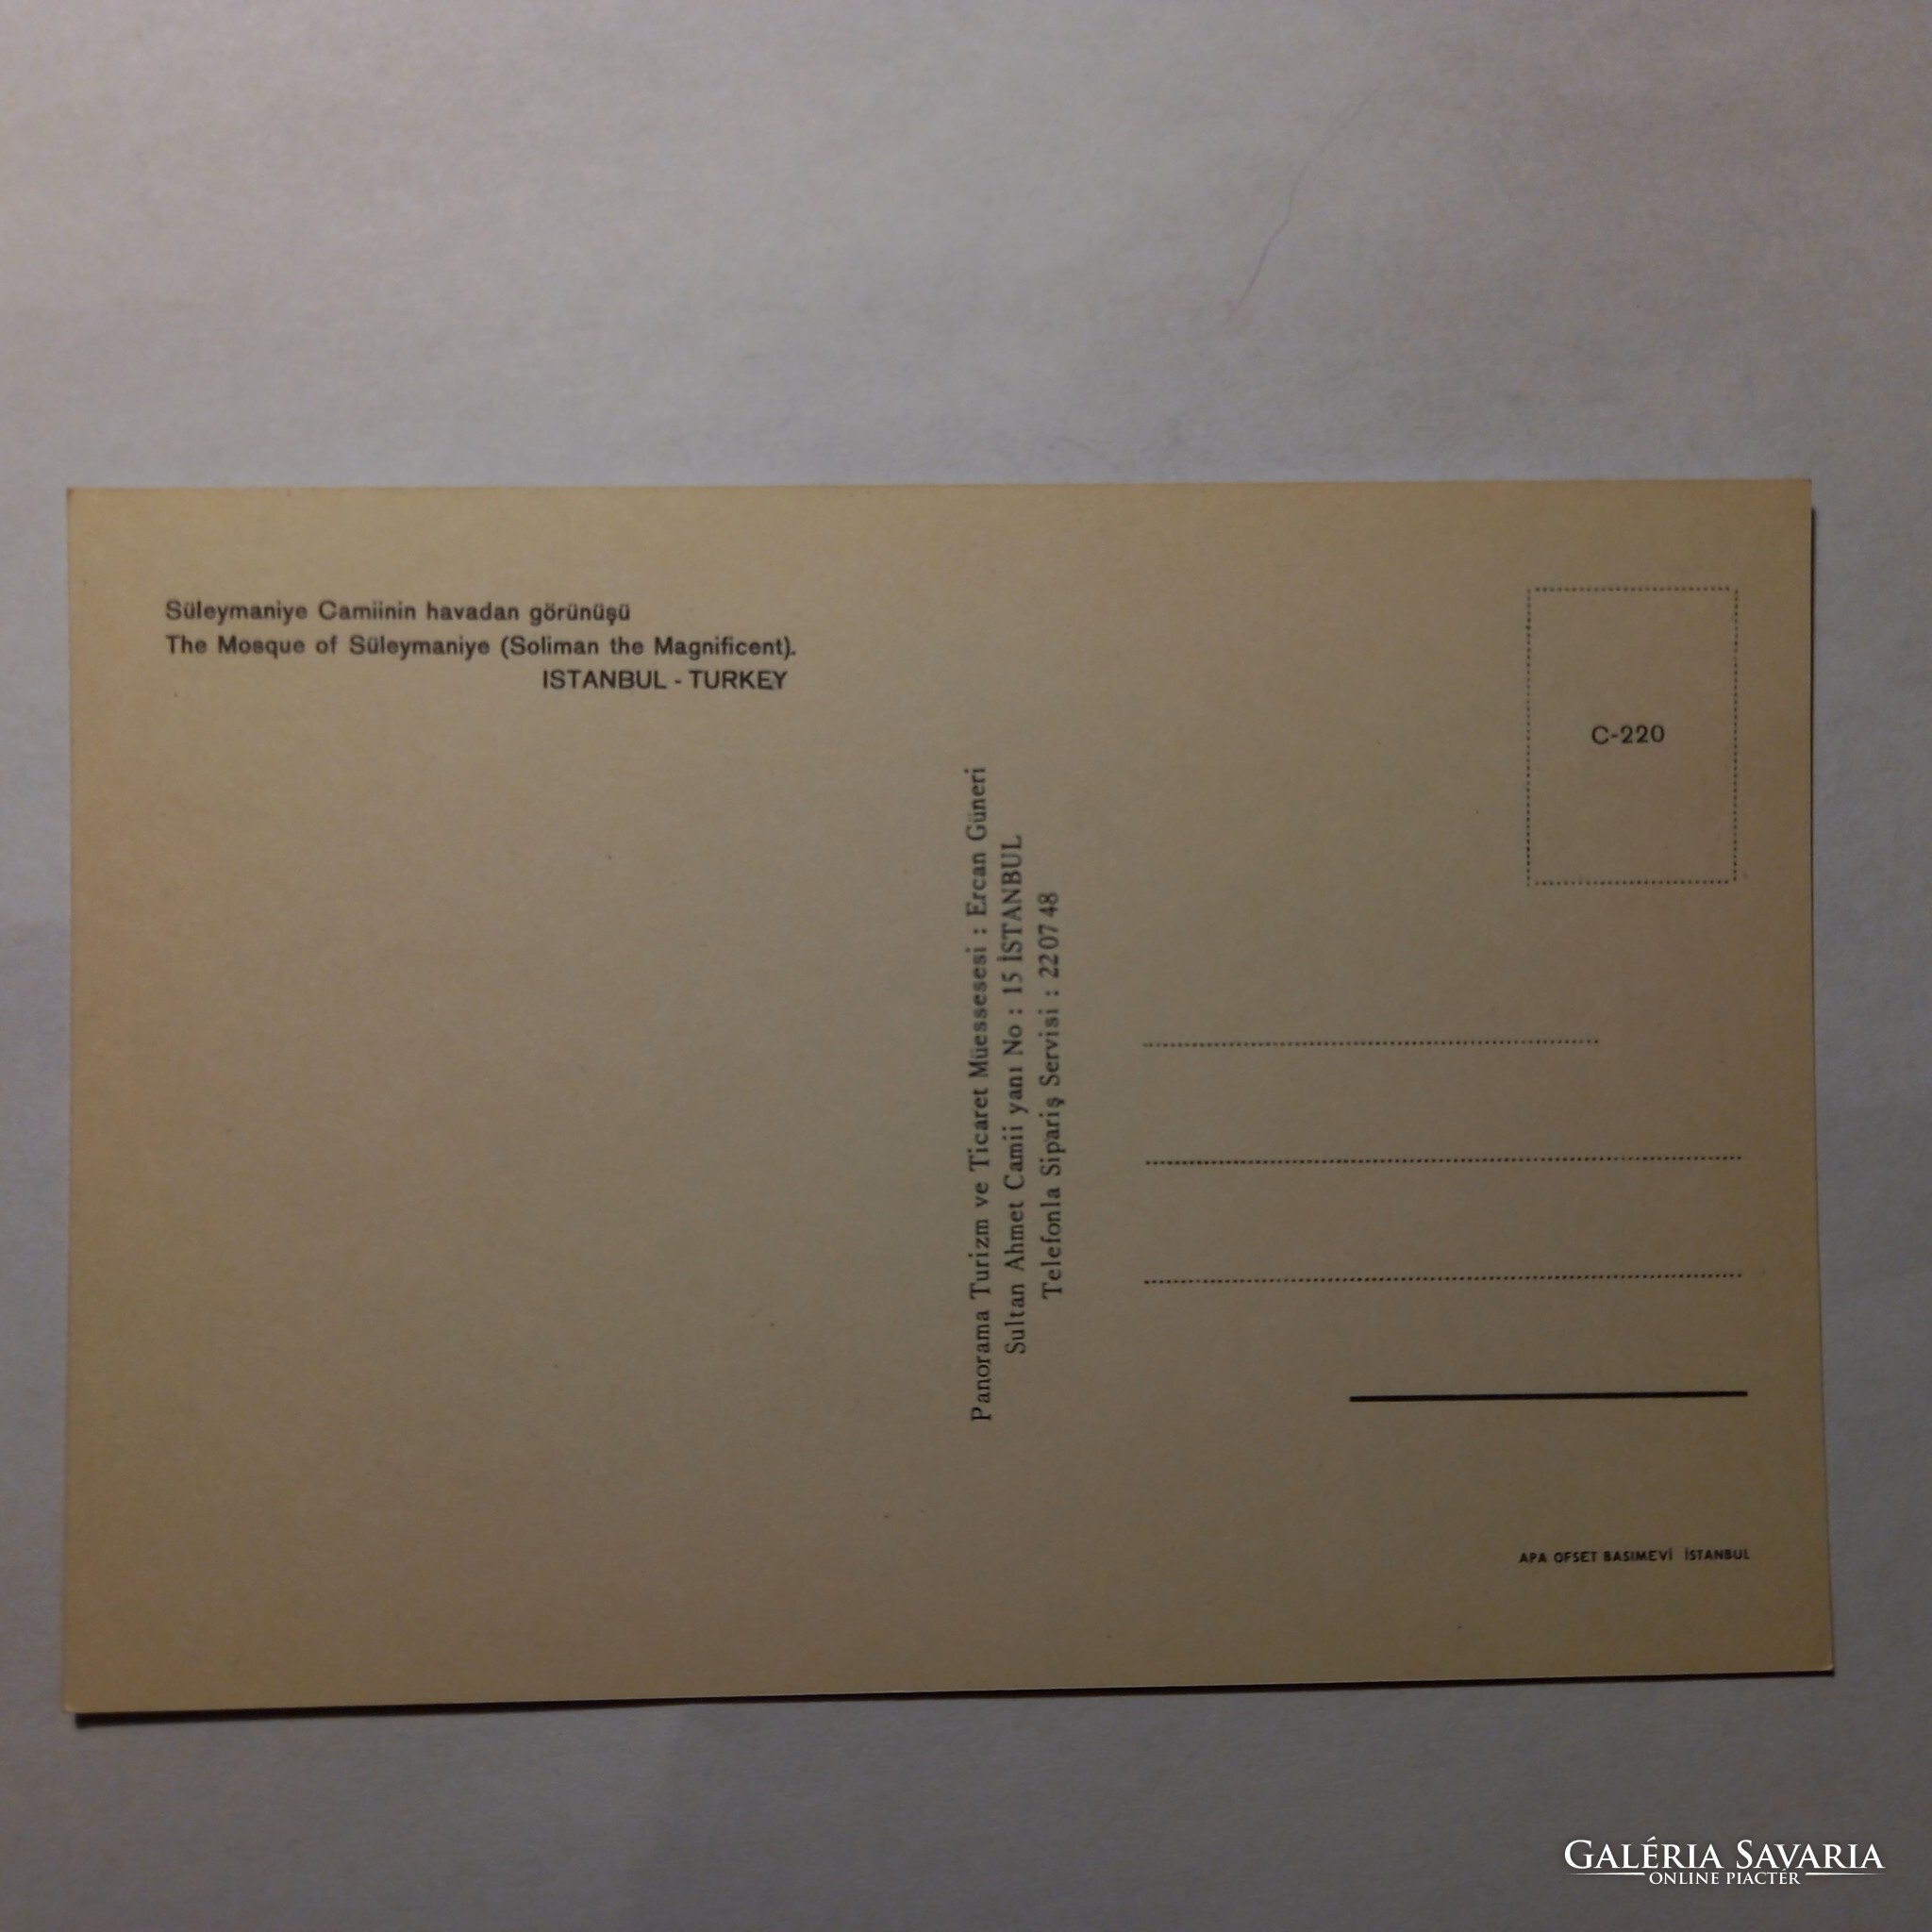 Süleymaniye Camiinin havadan görünüşü
The Mosque of Süleymaniye (Soliman the Magnificent).
ISTANBUL - TURKEY
C-220
Panorama Turizm ve Ticaret Müessesesi : Ercan Güneri
Sultan Ahmet Camii yanı No : 15 İSTANBUL
Telefonla Sipariş Servisi : 22 07 48
APA OFSET BASIMEVİ İSTANBUL
GALÉRIA SAVARIA
ONLINE PIACTÉR